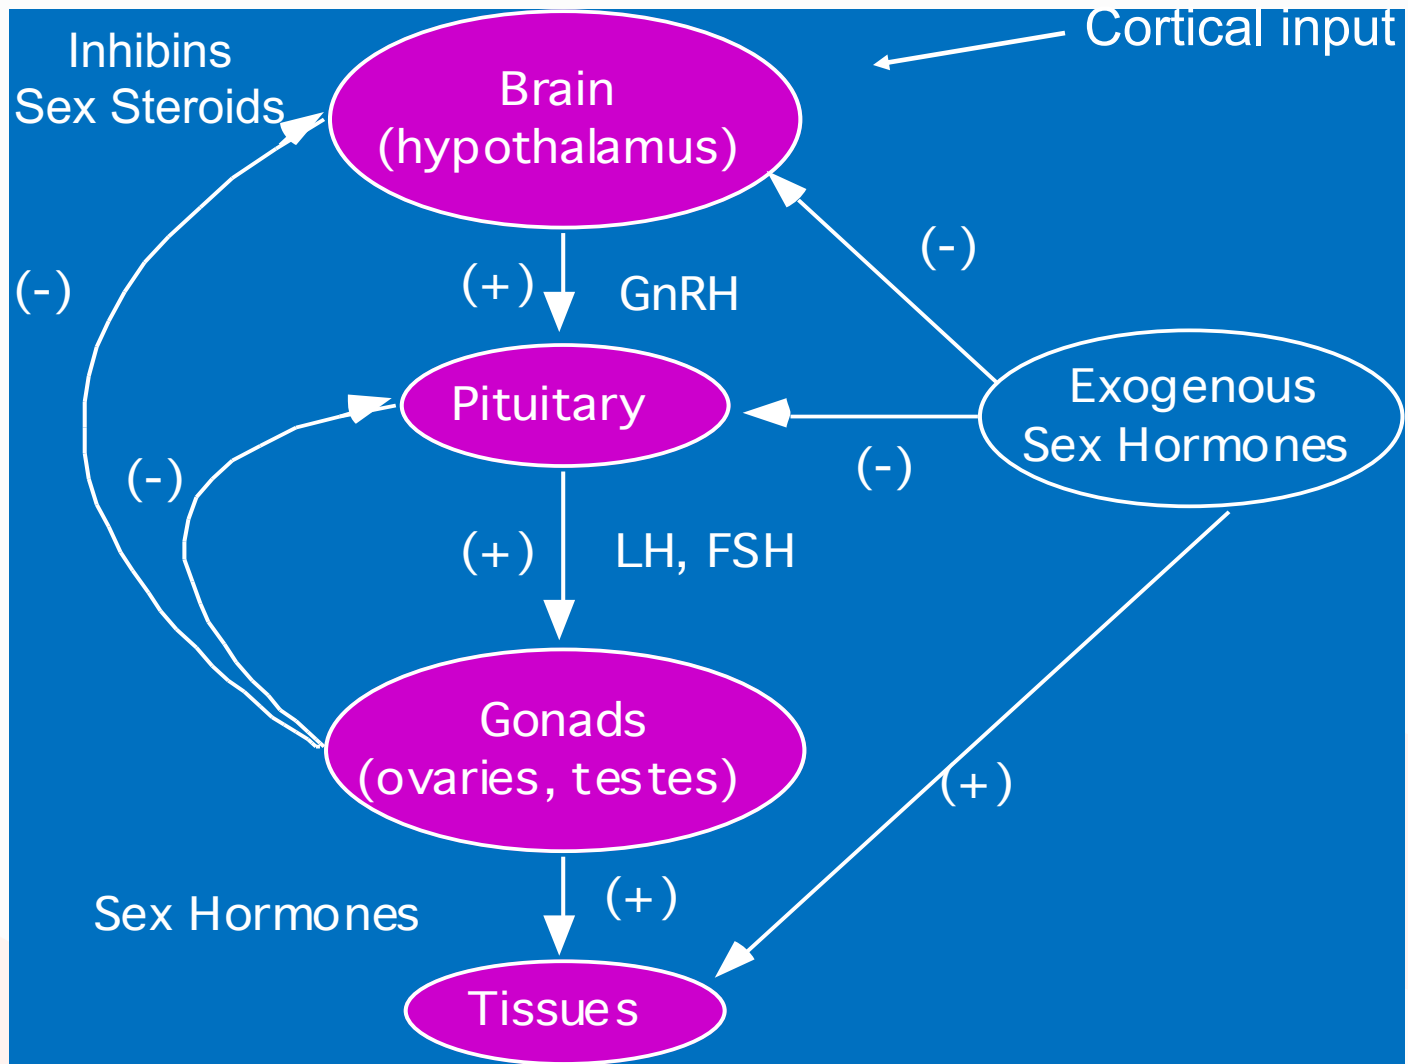 Cortical input
Inhibins
Sex Steroids
Brain
(hypothalamus)
(-)
(-)
(+)
GnRH
Exogenous
Sex Hormones
Pituitary
(-)
(-)
(+)
LH, FSH
Gonads
(ovaries, testes)
(+)
(+)
Sex Hormones
Tissues